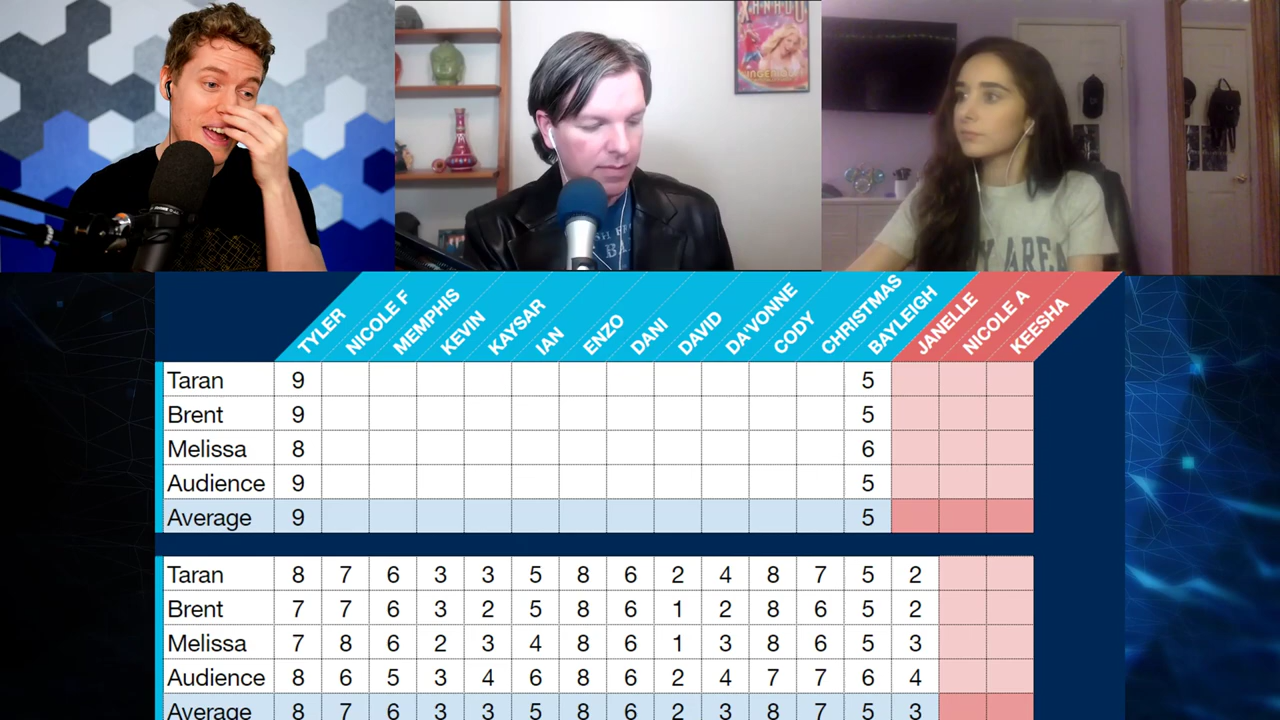 XANADU
AREA
TYLER NICOLE F MEMPHIS KEVIN KAYSAR IAN ENZO DANI DAVID DA'VONNE CODY CHRISTMAS BAYLEIGH JANELLE NICOLE A KEESHA
Taran 9 5
Brent 9 5
Melissa 8 6
Audience 9 5
Average 9 5
Taran 8 7 6 3 3 5 8 6 2 4 8 7 5 2
Brent 7 7 6 3 2 5 8 6 1 2 8 6 5 2
Melissa 7 8 6 2 3 4 8 6 1 3 8 6 5 3
Audience 8 6 5 3 4 6 8 6 2 4 7 7 6 4
Average 8 7 6 3 3 5 8 6 2 3 8 7 5 3